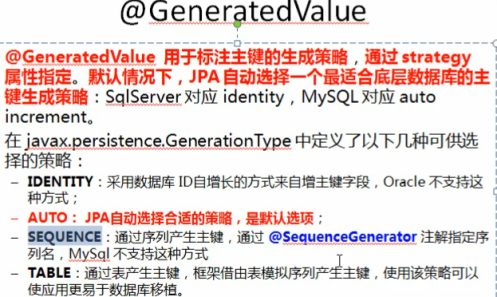 @GeneratedValue
@GeneratedValue 用于标注主键的生成策略，通过 strategy
属性指定。默认情况下，JPA 自动选择一个最适合底层数据库的主
键生成策略：SqlServer 对应 identity，MySQL 对应 auto
increment。
在 javax.persistence.GenerationType 中定义了以下几种可供选
择的策略：
– IDENTITY：采用数据库 ID自增长的方式来自增主键字段，Oracle 不支持这
种方式；
– AUTO： JPA自动选择合适的策略，是默认选项；
– SEQUENCE：通过序列产生主键，通过 @SequenceGenerator 注解指定序
列名，MySql 不支持这种方式
– TABLE：通过表产生主键，框架借由表模拟序列产生主键，使用该策略可以
使应用更易于数据库移植。